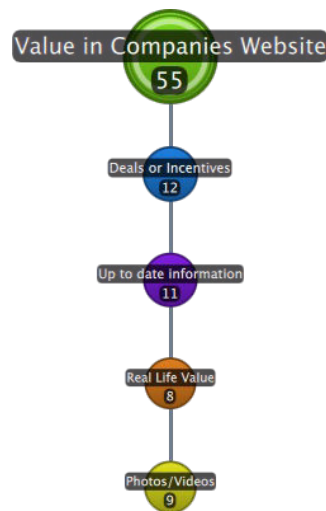 Value in Companies Website
55
Deals or Incentives
12
Up to date information
11
Real Life Value
8
Photos/Videos
9